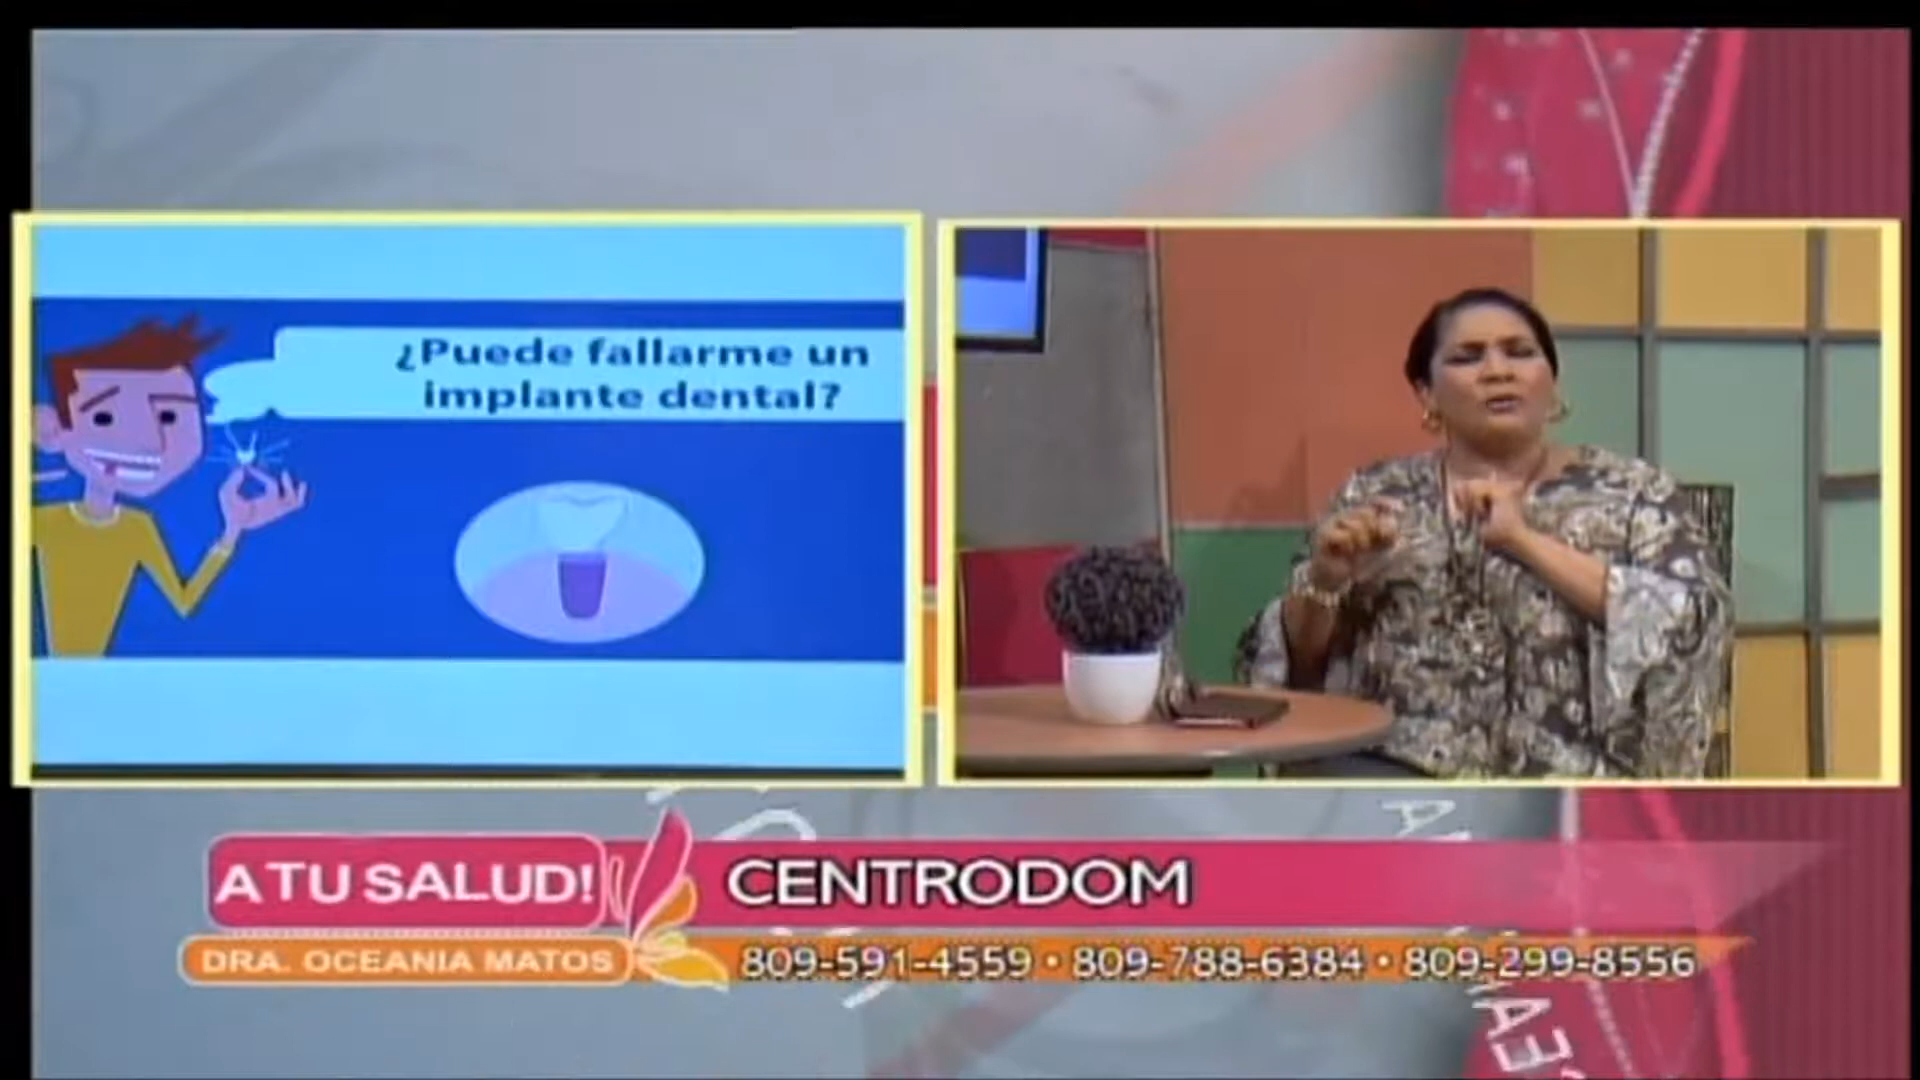 ¿Puede fallarme un
implante dental?
A TU SALUD!
CENTRODOM
DRA. OCEANIA MATOS
809-591-4559 • 809-788-6384 • 809-299-8556